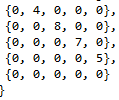 {0, 4, 0, 0, 0},
{0, 0, 8, 0, 0},
{0, 0, 0, 7, 0},
{0, 0, 0, 0, 5},
{0, 0, 8, 0, 0}
}